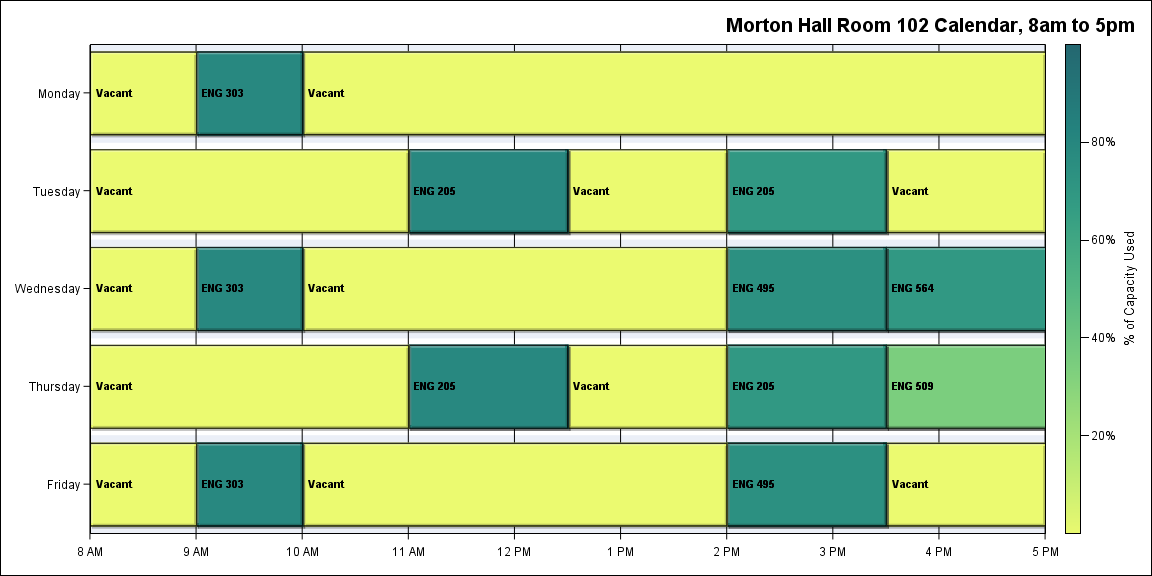 Morton Hall Room 102 Calendar, 8am to 5pm
Monday
Vacant
ENG 303
Vacant
Tuesday
Vacant
ENG 205
Vacant
ENG 205
Vacant
Wednesday
Vacant
ENG 303
Vacant
ENG 495
ENG 564
Thursday
Vacant
ENG 205
Vacant
ENG 205
ENG 509
Friday
Vacant
ENG 303
Vacant
ENG 495
Vacant
8 AM
9 AM
10 AM
11 AM
12 PM
1 PM
2 PM
3 PM
4 PM
5 PM
80%
60%
40%
20%
% of Capacity Used